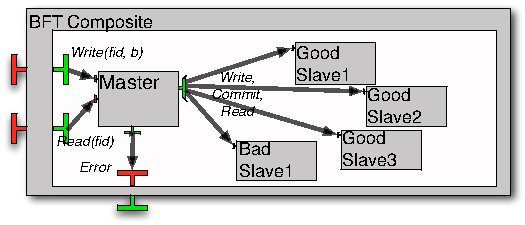 BFT Composite
Write(fid, b)
Master
Read(fid)
Error
Write,
Commit,
Read
Good
Slave1
Good
Slave2
Good
Slave3
Bad
Slave1